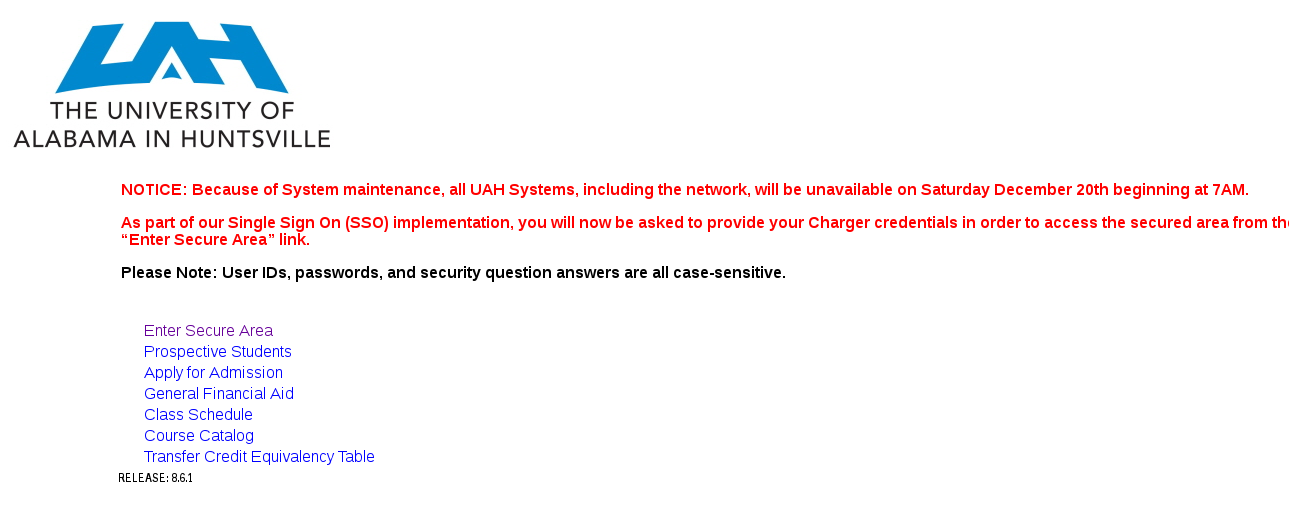 UAH
THE UNIVERSITY OF
ALABAMA IN HUNTSVILLE
NOTICE: Because of System maintenance, all UAH Systems, including the network, will be unavailable on Saturday December 20th beginning at 7AM.
As part of our Single Sign On (SSO) implementation, you will now be asked to provide your Charger credentials in order to access the secured area from the
“Enter Secure Area” link.
Please Note: User IDs, passwords, and security question answers are all case-sensitive.
Enter Secure Area
Prospective Students
Apply for Admission
General Financial Aid
Class Schedule
Course Catalog
Transfer Credit Equivalency Table
RELEASE: 8.6.1